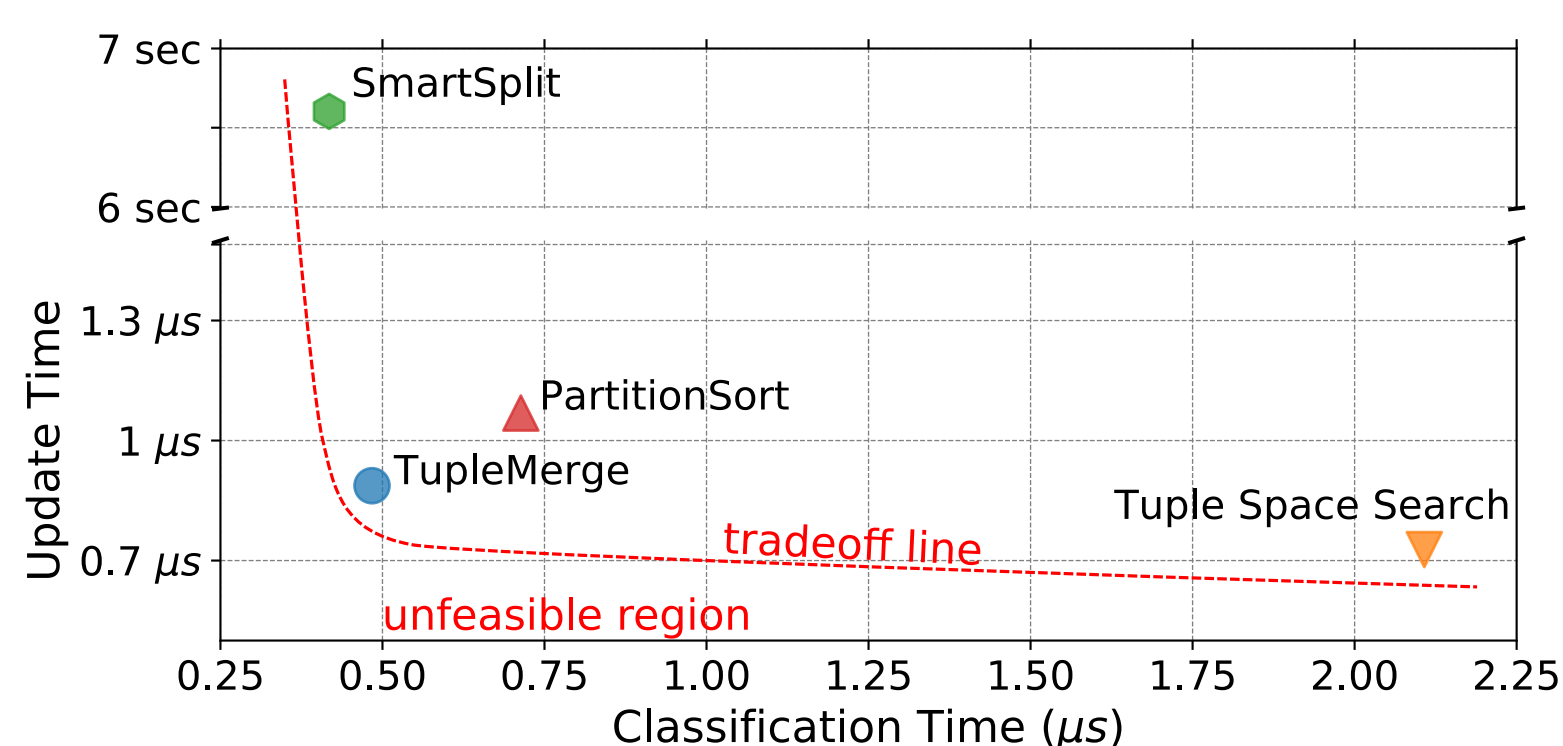 7 sec
SmartSplit
6 sec
Update Time
1.3 μs
PartitionSort
1 μs
TupleMerge
Tuple Space Search
tradeoff line
0.7 μs
unfeasible region
0.25 0.50 0.75 1.00 1.25 1.50 1.75 2.00 2.25
Classification Time (μs)